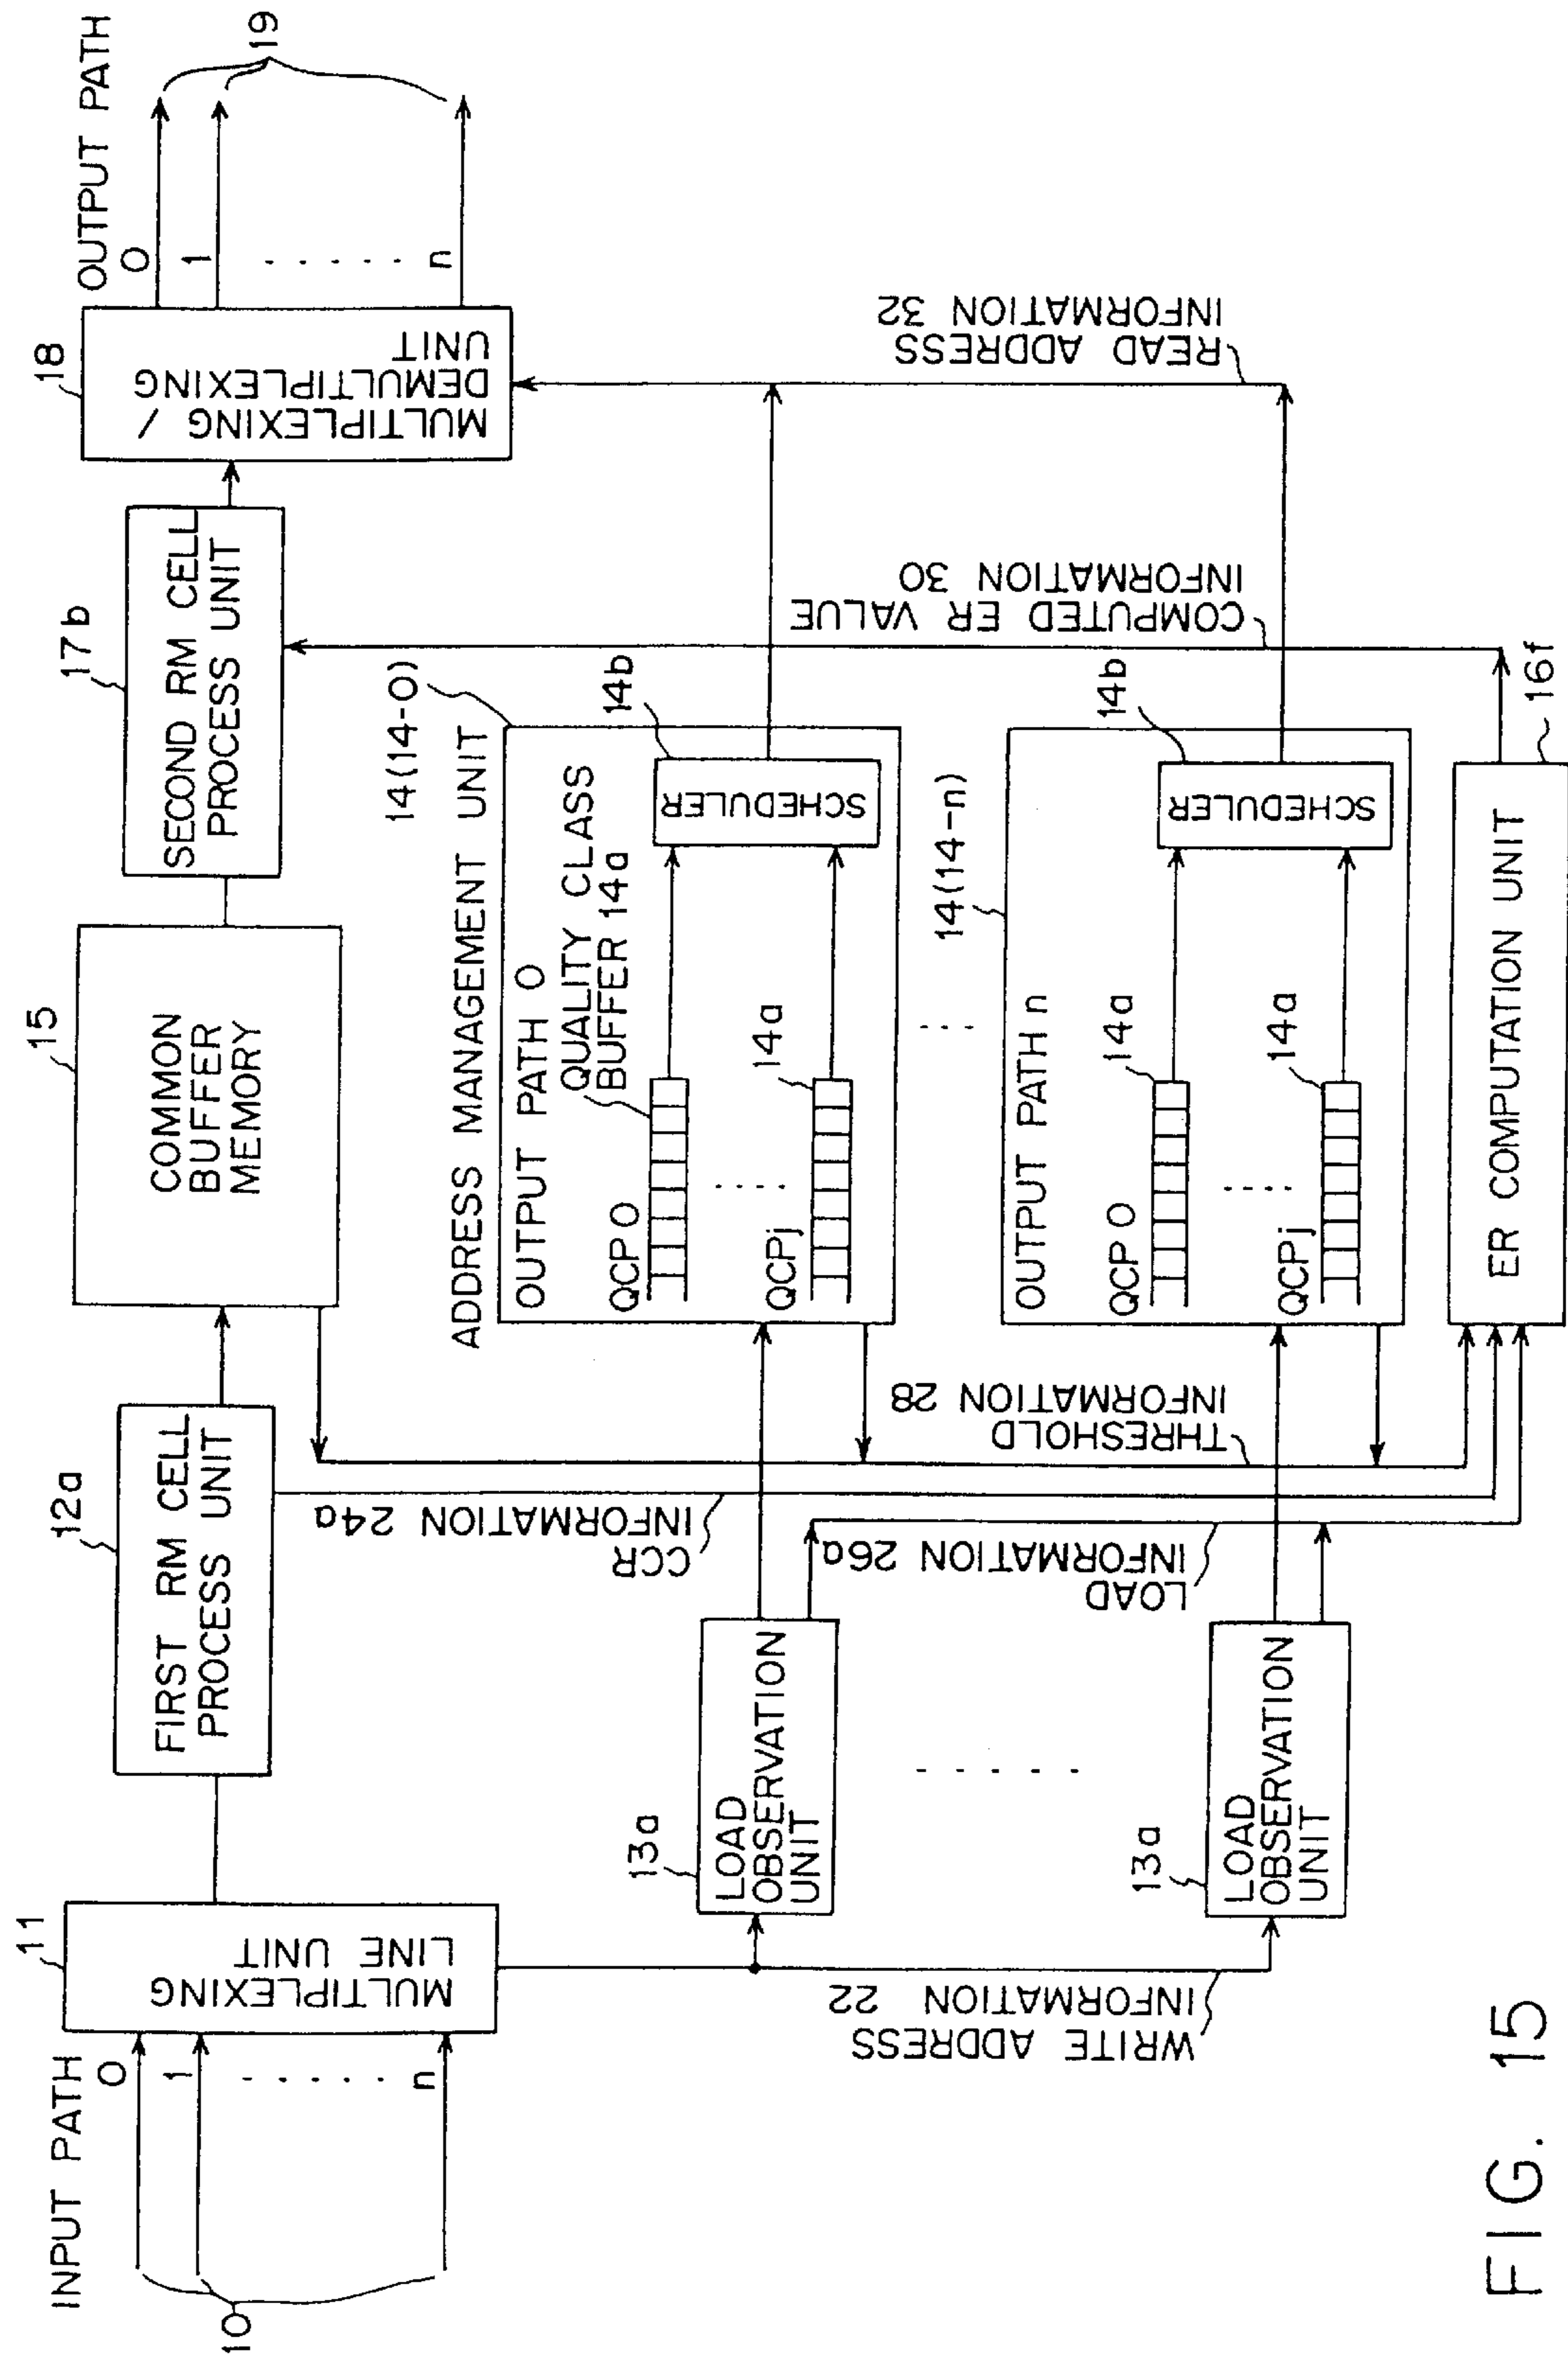 INPUT PATH
0
1
n
10
11
MULTIPLEXING
LINE UNIT
12a
FIRST RM CELL
PROCESS UNIT
15
COMMON
BUFFER
MEMORY
17b
SECOND RM CELL
PROCESS UNIT
18
MULTIPLEXING /
DEMULTIPLEXING
UNIT
OUTPUT PATH
0
1
n
19
WRITE ADDRESS
INFORMATION 22
13a
LOAD
OBSERVATION
UNIT
13a
LOAD
OBSERVATION
UNIT
CCR
INFORMATION 24a
LOAD
INFORMATION 26a
THRESHOLD
INFORMATION 28
ADDRESS MANAGEMENT UNIT
14(14-0)
OUTPUT PATH 0
QUALITY CLASS
BUFFER 14a
QCP 0
QCPj
14a
14b
SCHEDULER
14(14-n)
OUTPUT PATH n
QCP 0
14a
QCPj
14a
14b
SCHEDULER
COMPUTED ER VALUE
INFORMATION 30
READ ADDRESS
INFORMATION 32
ER COMPUTATION UNIT
16f
FIG. 15